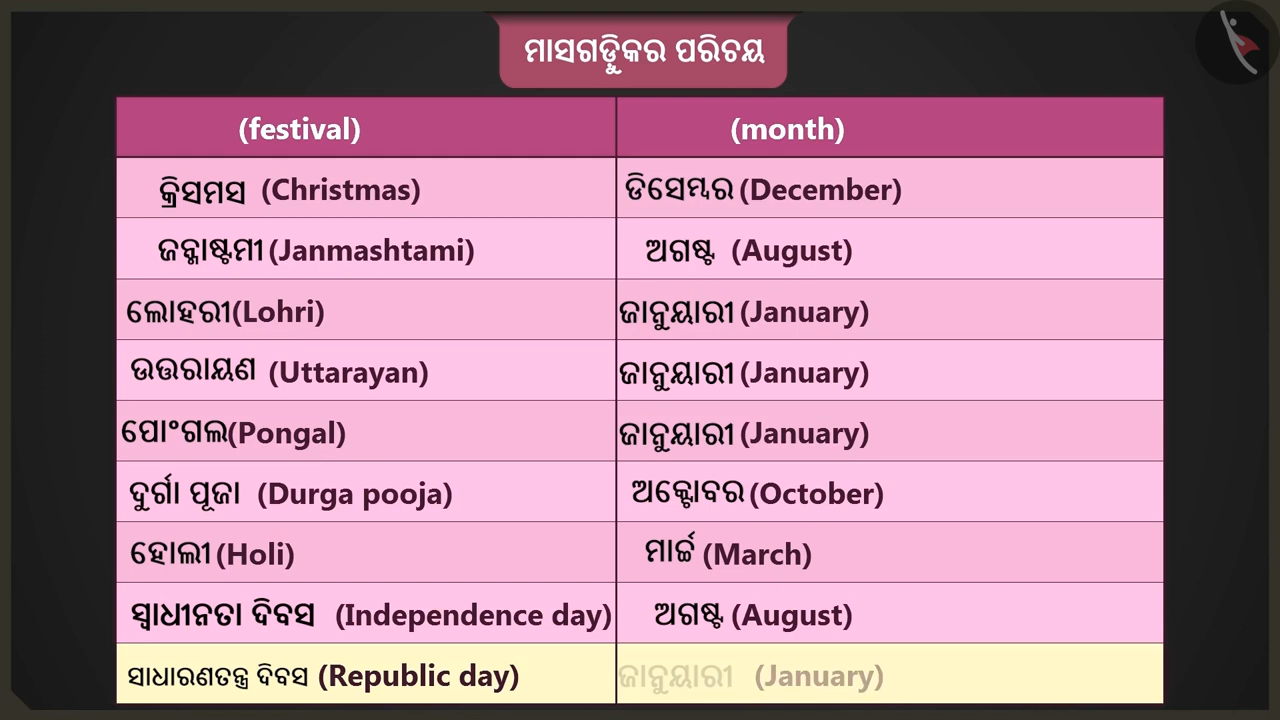 ମାସଗଡ଼ିୁକର ପରିଚୟ
(festival) (month)
କ୍ରିସମସ (Christmas) ଡିସେମ୍ବର (December)
ଜନ୍ମାଷ୍ଟମୀ (Janmashtami) ଅଗଷ୍ଟ (August)
ଲୋହରୀ (Lohri) ଜାନୁୟାରୀ (January)
ଉତ୍ତରାୟଣ (Uttarayan) ଜାନୁୟାରୀ (January)
ପୋଂଗଲ (Pongal) ଜାନୁୟାରୀ (January)
ଦୁର୍ଗା ପୂଜା (Durga pooja) ଅକ୍ଟୋବର (October)
ହୋଲୀ (Holi) ମାର୍ଚ୍ଚ (March)
ସ୍ୱାଧୀନତା ଦିବସ (Independence day) ଅଗଷ୍ଟ (August)
ସାଧାରଣତନ୍ତ୍ର ଦିବସ (Republic day) ଜାନୁୟାରୀ (January)